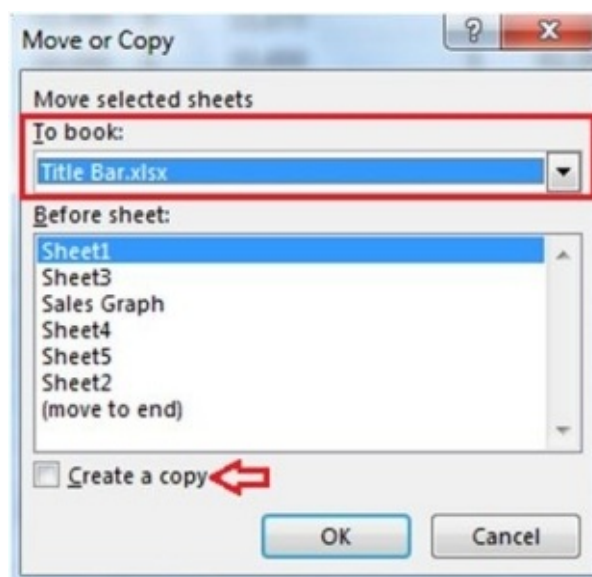 Move or Copy
Move selected sheets
To book:
Title Bar.xlsx
Before sheet:
Sheet1
Sheet3
Sales Graph
Sheet4
Sheet5
Sheet2
(move to end)
Create a copy
OK Cancel